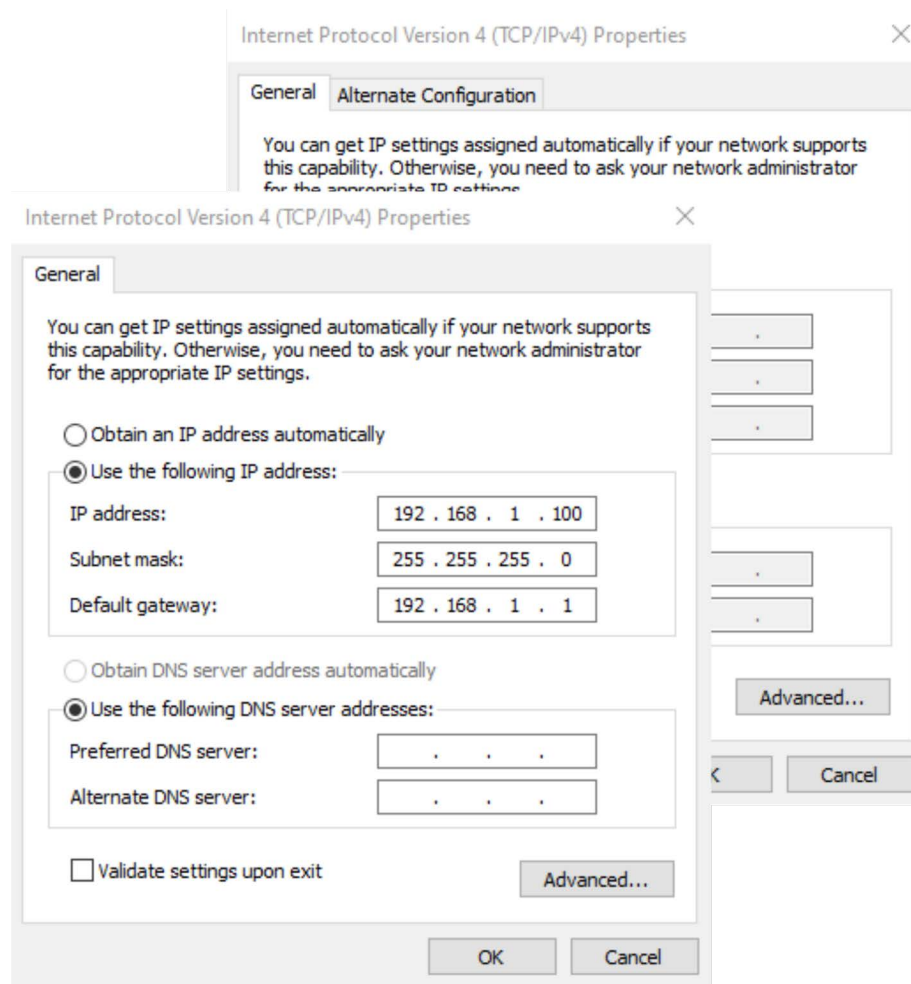 Internet Protocol Version 4 (TCP/IPv4) Properties
General
Alternate Configuration
You can get IP settings assigned automatically if your network supports
this capability. Otherwise, you need to ask your network administrator
for the appropriate IP settings.
Internet Protocol Version 4 (TCP/IPv4) Properties
General
You can get IP settings assigned automatically if your network supports
this capability. Otherwise, you need to ask your network administrator
for the appropriate IP settings.
Obtain an IP address automatically
Use the following IP address:
IP address: 192 . 168 . 1 . 100
Subnet mask: 255 . 255 . 255 . 0
Default gateway: 192 . 168 . 1 . 1
Obtain DNS server address automatically
Use the following DNS server addresses:
Preferred DNS server: . . .
Alternate DNS server: . . .
Validate settings upon exit
Advanced...
OK
Cancel
Advanced...
Cancel